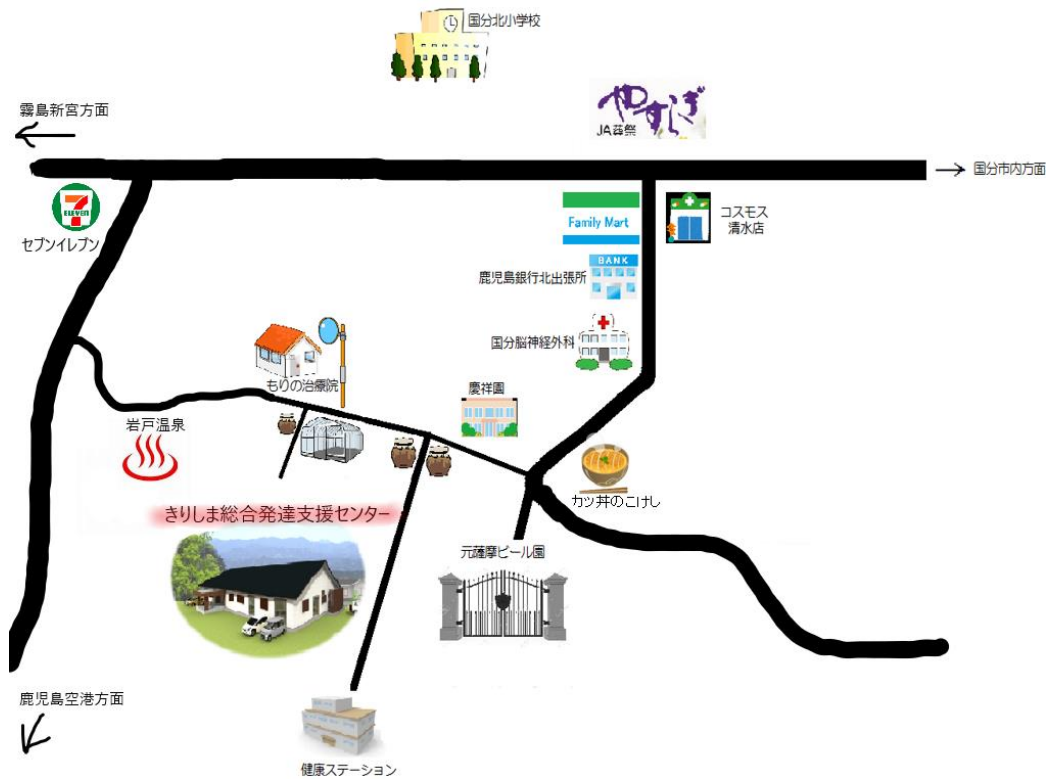 国分北小学校
やすらぎ
JA葬祭
霧島新宮方面
国分市内方面
7
ELEVEN
セブンイレブン
Family Mart
コスモス
清水店
BANK
鹿児島銀行北出張所
国分脳神経外科
もりの治療院
慶祥園
岩戸温泉
カツ丼のこけし
きりしま総合発達支援センター
元薩摩ビール園
鹿児島空港方面
健康ステーション